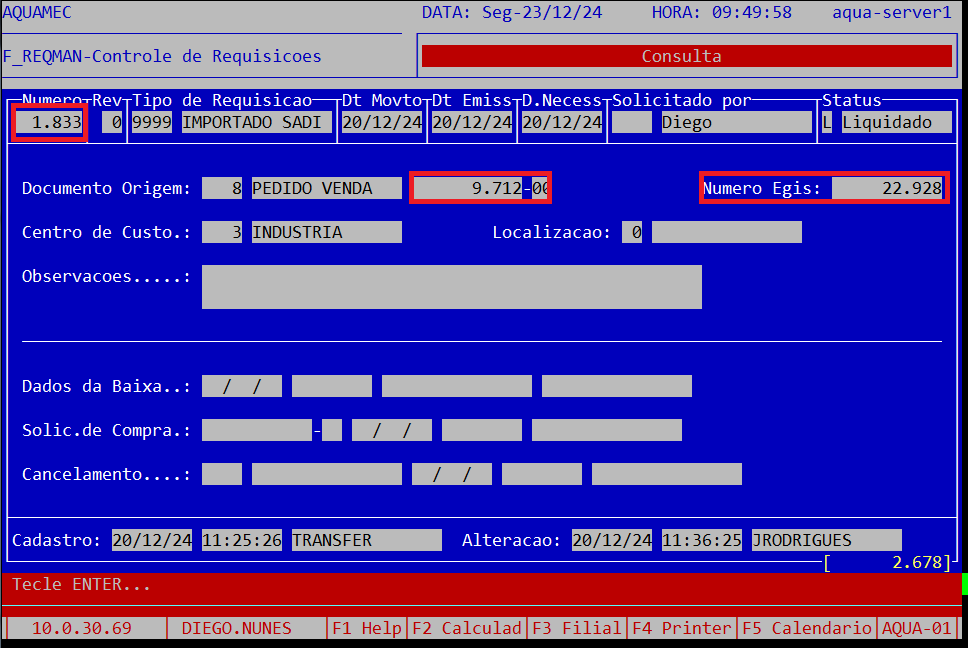 AQUAMEC DATA: Seg-23/12/24 HORA: 09:49:58 aqua-server1
F_REQMAN-Controle de Requisicoes Consulta
Numero Rev Tipo de Requisicao Dt Movto Dt Emiss D.Necess Solicitado por Status
1.833 0 9999 IMPORTADO SADI 20/12/24 20/12/24 20/12/24 Diego L Liquidado
Documento Origem: 8 PEDIDO VENDA 9.712-00 Numero Egis: 22.928
Centro de Custo.: 3 INDUSTRIA Localizacao: 0
Observacoes.....:
Dados da Baixa..: / /
Solic.de Compra.: - / /
Cancelamento....: / /
Cadastro: 20/12/24 11:25:26 TRANSFER Alteracao: 20/12/24 11:36:25 JRODRIGUES
[ 2.678]
Tecle ENTER...
10.0.30.69 DIEGO.NUNES F1 Help F2 Calculad F3 Filial F4 Printer F5 Calendario AQUA-01